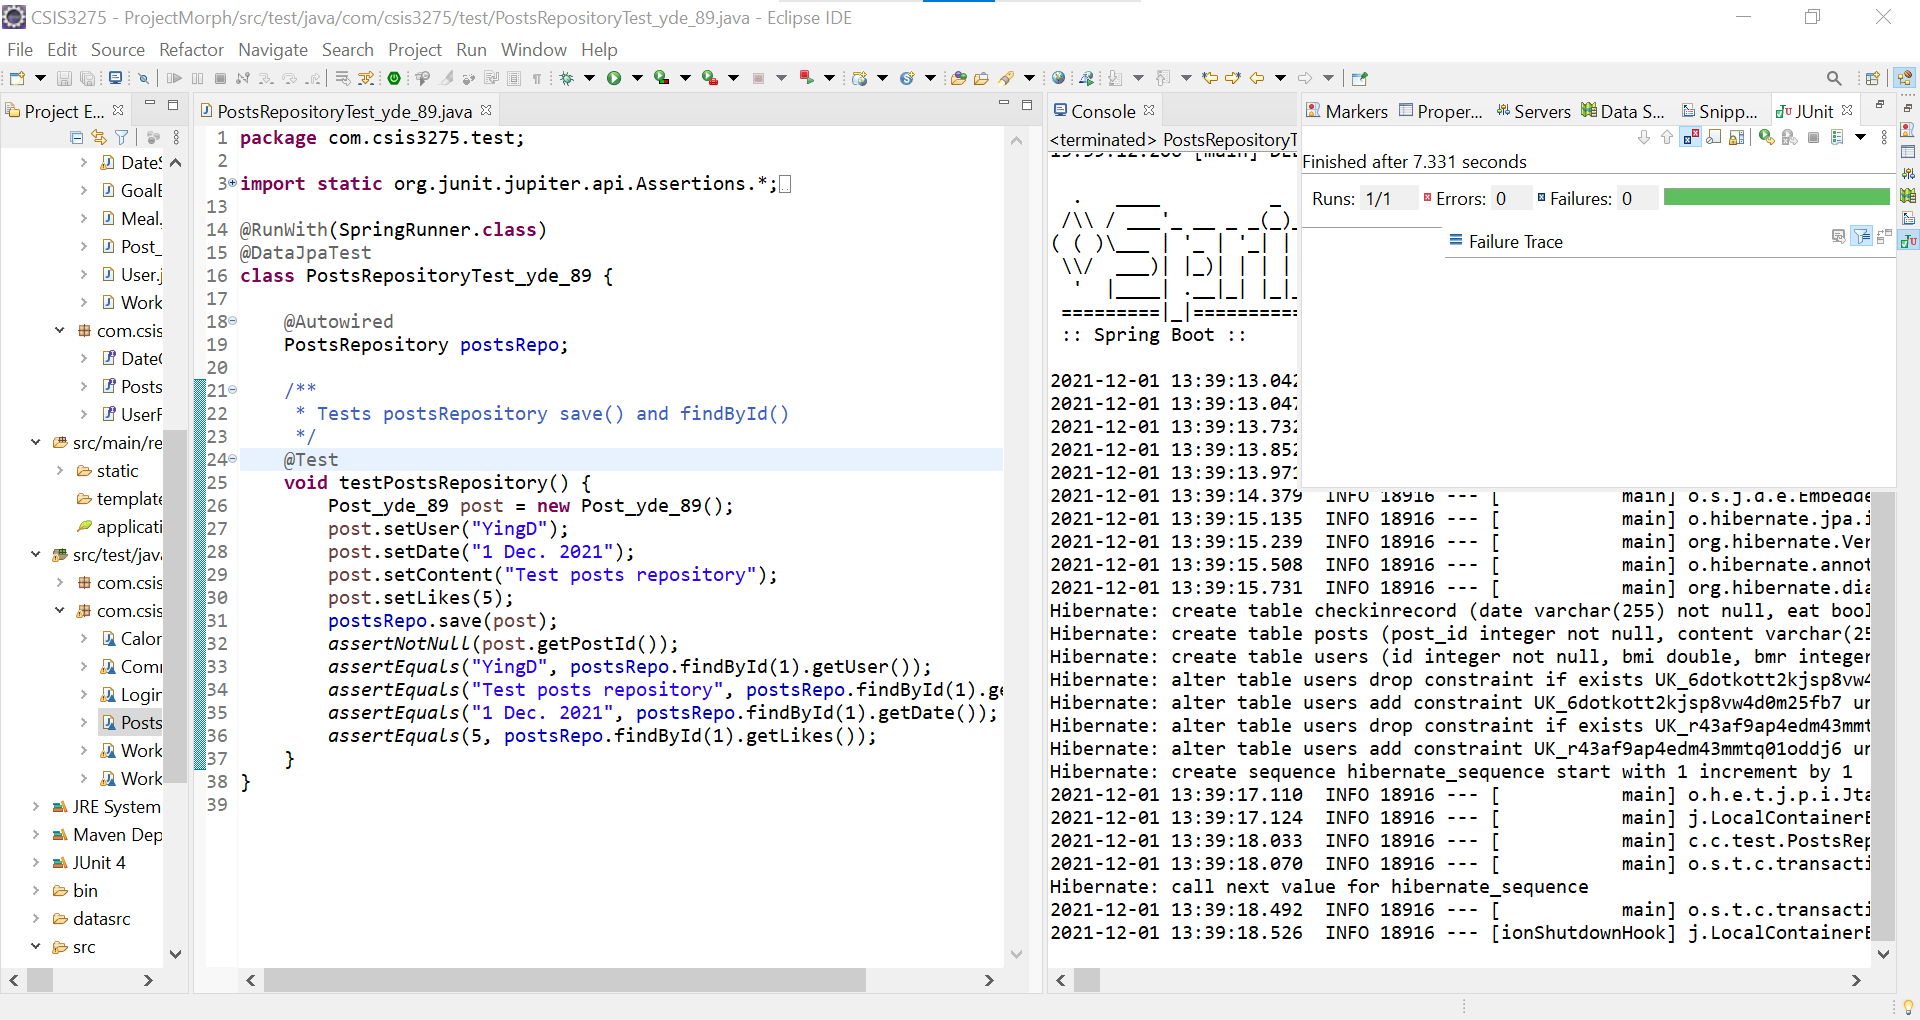 CSIS3275 - ProjectMorph/src/test/java/com/csis3275/test/PostsRepositoryTest_yde_89.java - Eclipse IDE
File Edit Source Refactor Navigate Search Project Run Window Help
Project E...
DateS
GoalE
Meal.
Post_
User.j
Work
com.csis
DateC
Posts
UserF
src/main/re
static
template
applicati
src/test/java
com.csis
com.csis
Calor
Comr
Login
Posts
Work
Work
JRE System
Maven Dep
JUnit 4
bin
datasrc
src
PostsRepositoryTest_yde_89.java
1 package com.csis3275.test;
2
3 import static org.junit.jupiter.api.Assertions.*;
13
14 @RunWith(SpringRunner.class)
15 @DataJpaTest
16 class PostsRepositoryTest_yde_89 {
17
18 @Autowired
19 PostsRepository postsRepo;
20
21 /**
22 * Tests postsRepository save() and findById()
23 */
24 @Test
25 void testPostsRepository() {
26 Post_yde_89 post = new Post_yde_89();
27 post.setUser("YingD");
28 post.setDate("1 Dec. 2021");
29 post.setContent("Test posts repository");
30 post.setLikes(5);
31 postsRepo.save(post);
32 assertNotNull(post.getPostId());
33 assertEquals("YingD", postsRepo.findById(1).getUser());
34 assertEquals("Test posts repository", postsRepo.findById(1).ge
35 assertEquals("1 Dec. 2021", postsRepo.findById(1).getDate());
36 assertEquals(5, postsRepo.findById(1).getLikes());
37 }
38 }
39
Console
<terminated> PostsRepositoryT
:: Spring Boot ::
2021-12-01 13:39:13.042
2021-12-01 13:39:13.047
2021-12-01 13:39:13.732
2021-12-01 13:39:13.852
2021-12-01 13:39:13.971
2021-12-01 13:39:14.379 INFO 18916 --- [ main] o.s.j.d.e.Embedde
2021-12-01 13:39:15.135 INFO 18916 --- [ main] o.hibernate.jpa.i
2021-12-01 13:39:15.239 INFO 18916 --- [ main] org.hibernate.Ver
2021-12-01 13:39:15.508 INFO 18916 --- [ main] o.hibernate.annot
2021-12-01 13:39:15.731 INFO 18916 --- [ main] org.hibernate.dia
Hibernate: create table checkinrecord (date varchar(255) not null, eat bool
Hibernate: create table posts (post_id integer not null, content varchar(25
Hibernate: create table users (id integer not null, bmi double, bmr integer
Hibernate: alter table users drop constraint if exists UK_6dotkott2kjsp8vw4
Hibernate: alter table users add constraint UK_6dotkott2kjsp8vw4d0m25fb7 un
Hibernate: alter table users drop constraint if exists UK_r43af9ap4edm43mmt
Hibernate: alter table users add constraint UK_r43af9ap4edm43mmtq01oddj6 un
Hibernate: create sequence hibernate_sequence start with 1 increment by 1
2021-12-01 13:39:17.110 INFO 18916 --- [ main] o.h.e.t.j.p.i.Jta
2021-12-01 13:39:17.124 INFO 18916 --- [ main] j.LocalContainerE
2021-12-01 13:39:18.033 INFO 18916 --- [ main] c.c.test.PostsRep
2021-12-01 13:39:18.070 INFO 18916 --- [ main] o.s.t.c.transacti
Hibernate: call next value for hibernate_sequence
2021-12-01 13:39:18.492 INFO 18916 --- [ main] o.s.t.c.transacti
2021-12-01 13:39:18.526 INFO 18916 --- [ionShutdownHook] j.LocalContainerE
Markers Proper... Servers Data S... Snipp... JUnit
Finished after 7.331 seconds
Runs: 1/1 Errors: 0 Failures: 0
Failure Trace